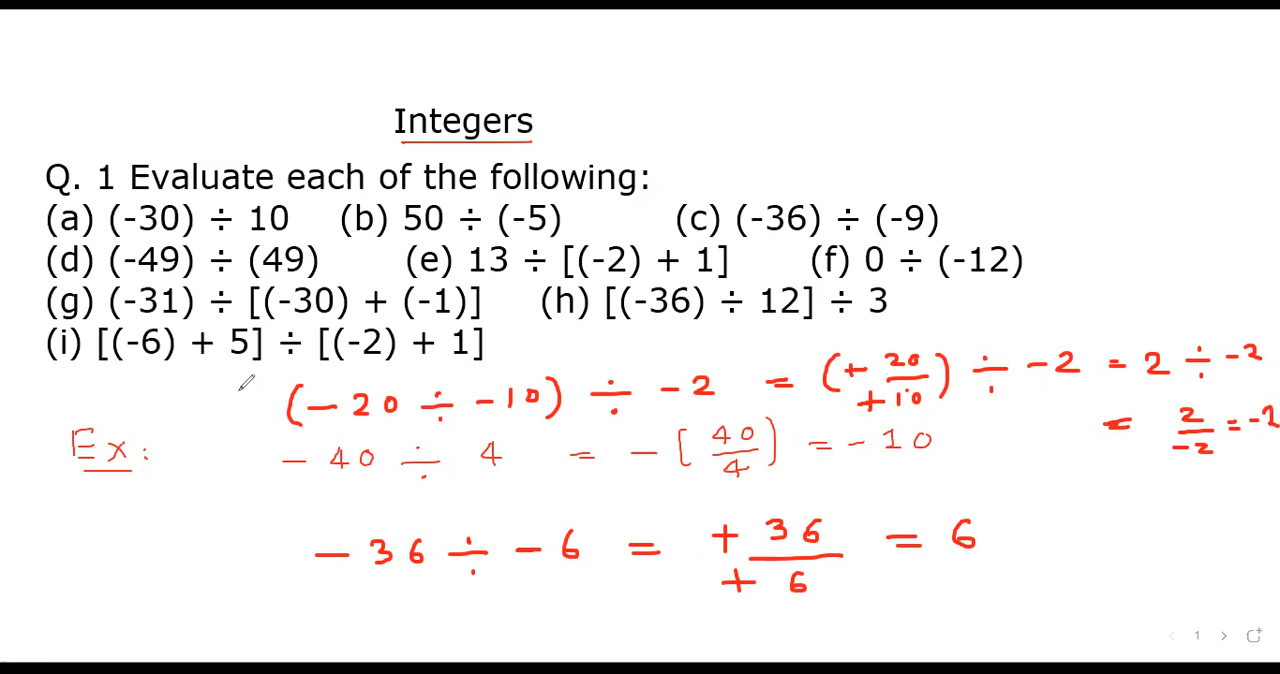 Integers
Q. 1 Evaluate each of the following:
(a) (-30) ÷ 10 (b) 50 ÷ (-5) (c) (-36) ÷ (-9)
(d) (-49) ÷ (49) (e) 13 ÷ [(-2) + 1] (f) 0 ÷ (-12)
(g) (-31) ÷ [(-30) + (-1)] (h) [(-36) ÷ 12] ÷ 3
(i) [(-6) + 5] ÷ [(-2) + 1]
(-20 ÷ -10) ÷ -2 = (+20/+10) ÷ -2 = 2 ÷ -2
= 2/-2 = -1
Ex: -40 ÷ 4 = -[40/4) = -10
-36 ÷ -6 = +36/+6 = 6
1